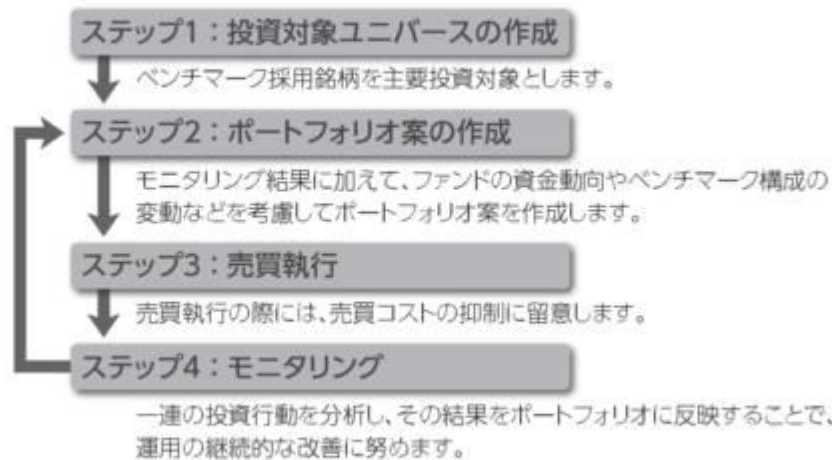 ステップ1：投資対象ユニバースの作成
ベンチマーク採用銘柄を主要投資対象とします。
ステップ2：ポートフォリオ案の作成
モニタリング結果に加えて、ファンドの資金動向やベンチマーク構成の
変動などを考慮してポートフォリオ案を作成します。
ステップ3：売買執行
売買執行の際には、売買コストの抑制に留意します。
ステップ4：モニタリング
一連の投資行動を分析し、その結果をポートフォリオに反映することで、
運用の継続的な改善に努めます。